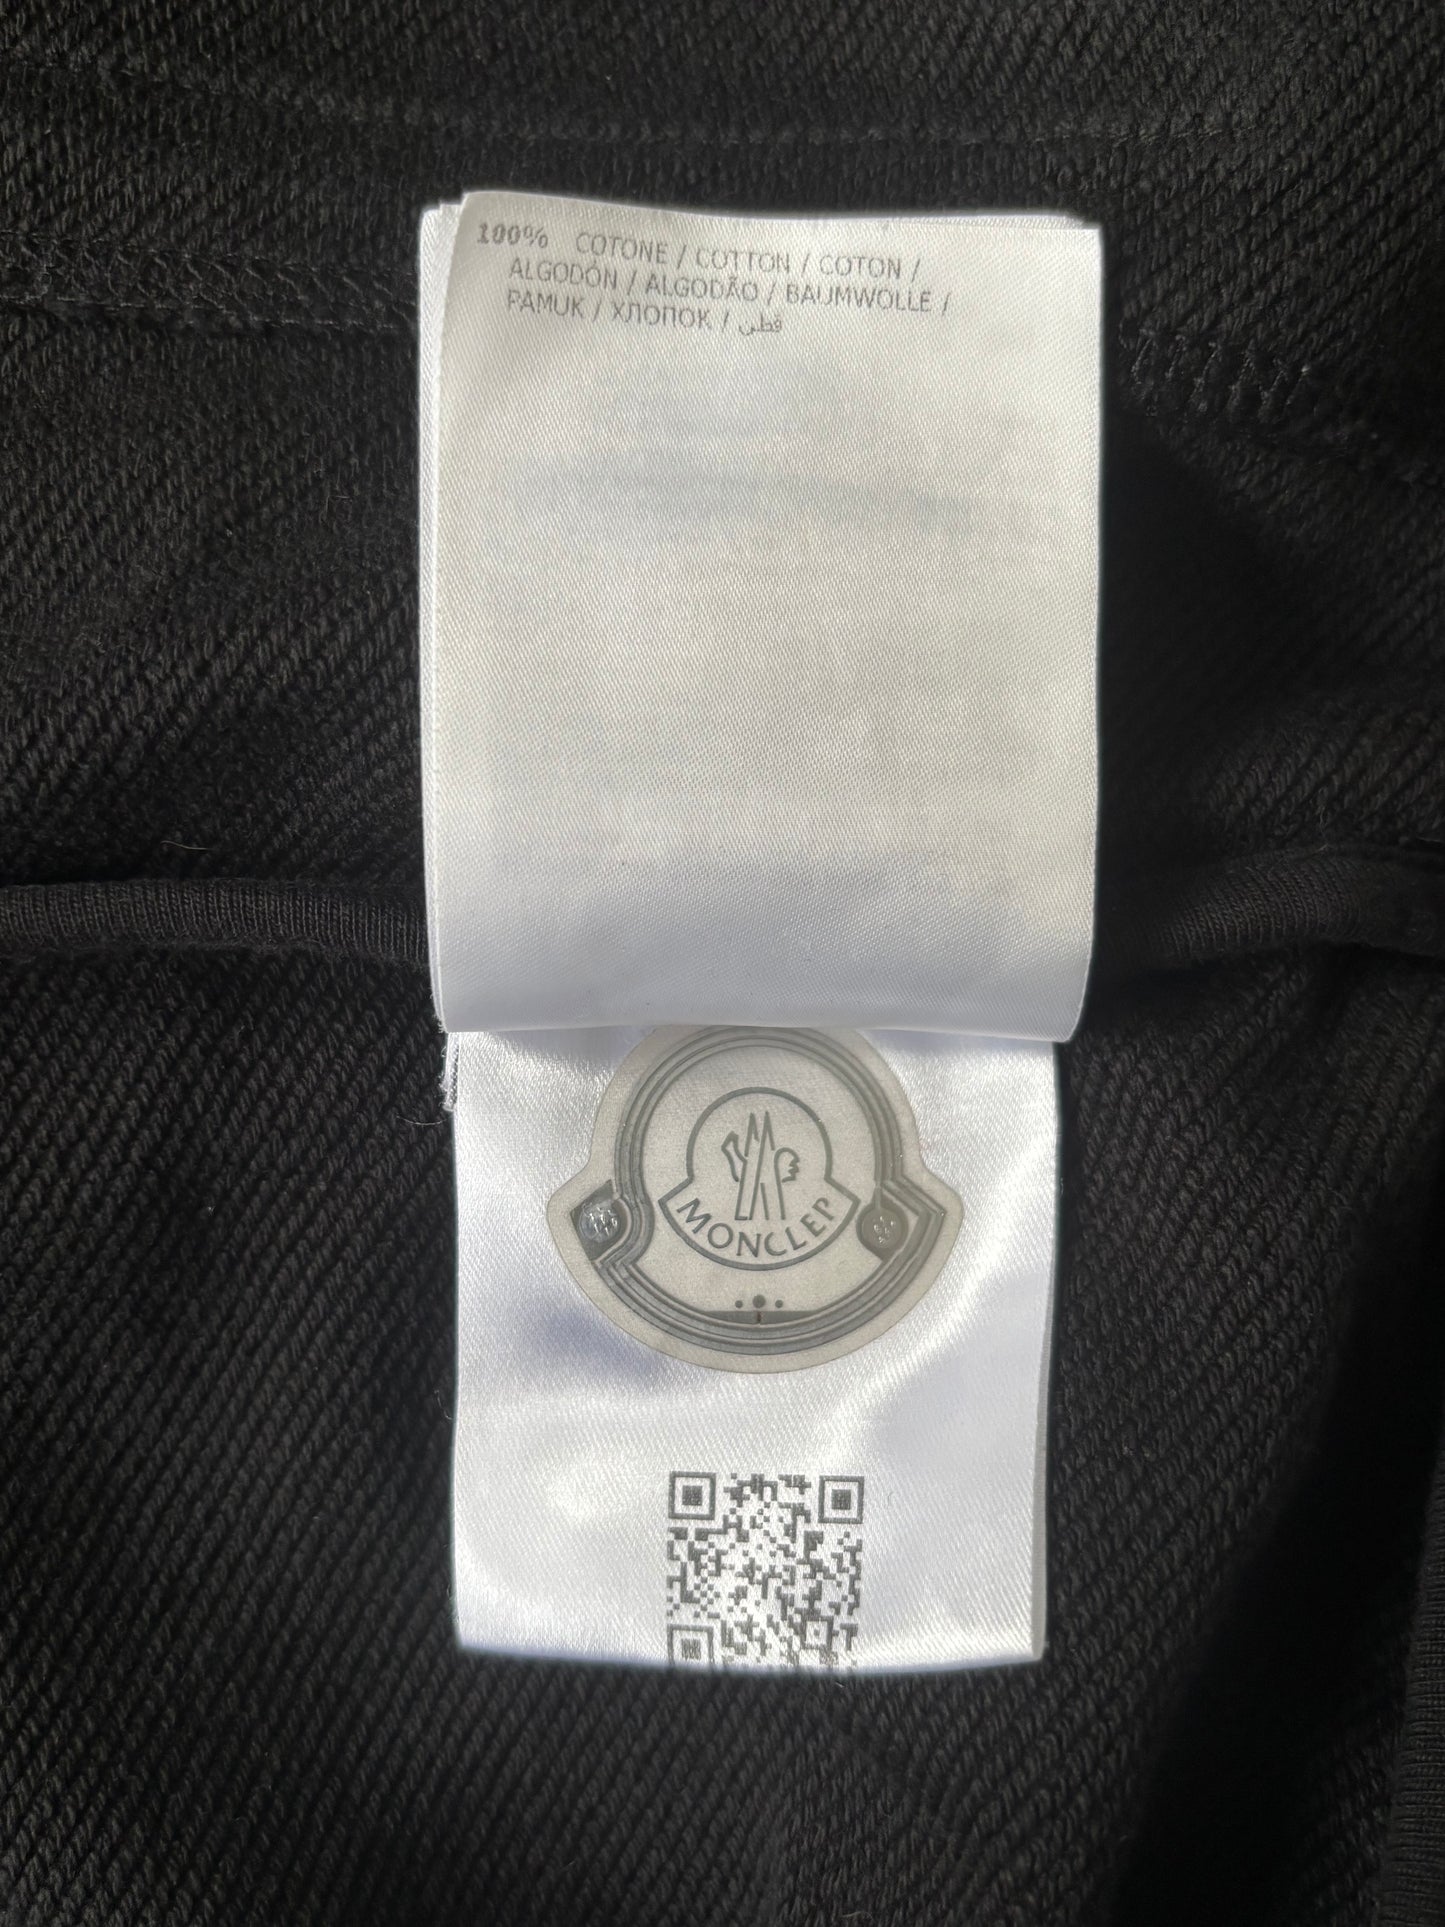 100% COTONE / COTTON / COTON /
ALGODÓN / ALGODÃO / BAUMWOLLE /
PAMUK / ХЛОПОК / قطن
MONCLER